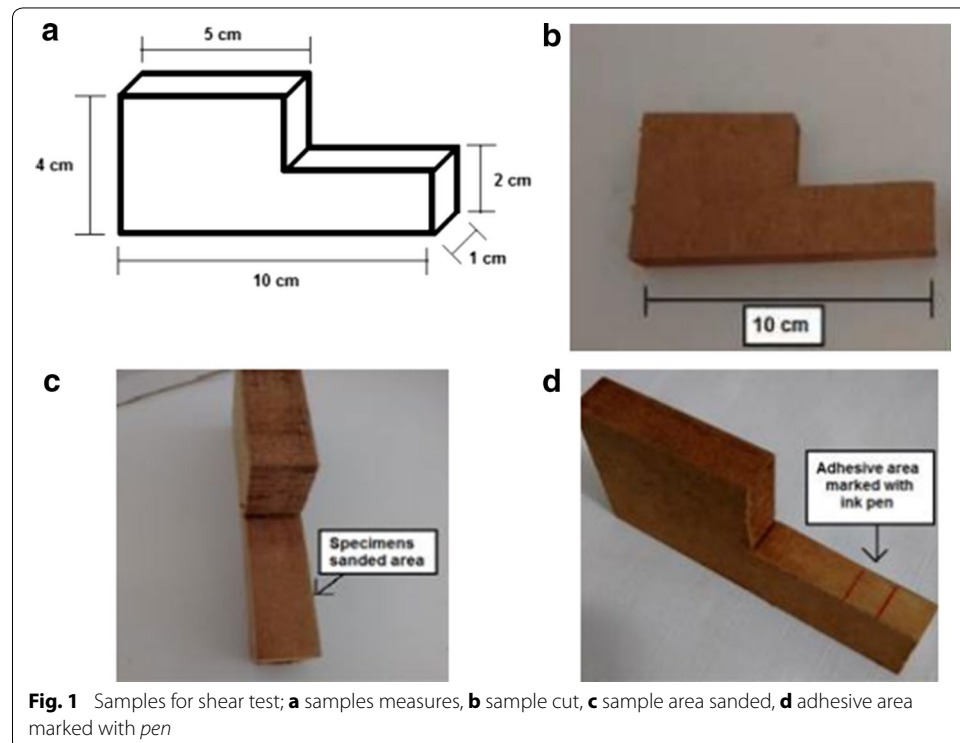 a
5 cm
4 cm
2 cm
1 cm
10 cm
b
10 cm
c
Specimens
sanded area
d
Adhesive area
marked with
ink pen
Fig. 1 Samples for shear test; a samples measures, b sample cut, c sample area sanded, d adhesive area
marked with pen